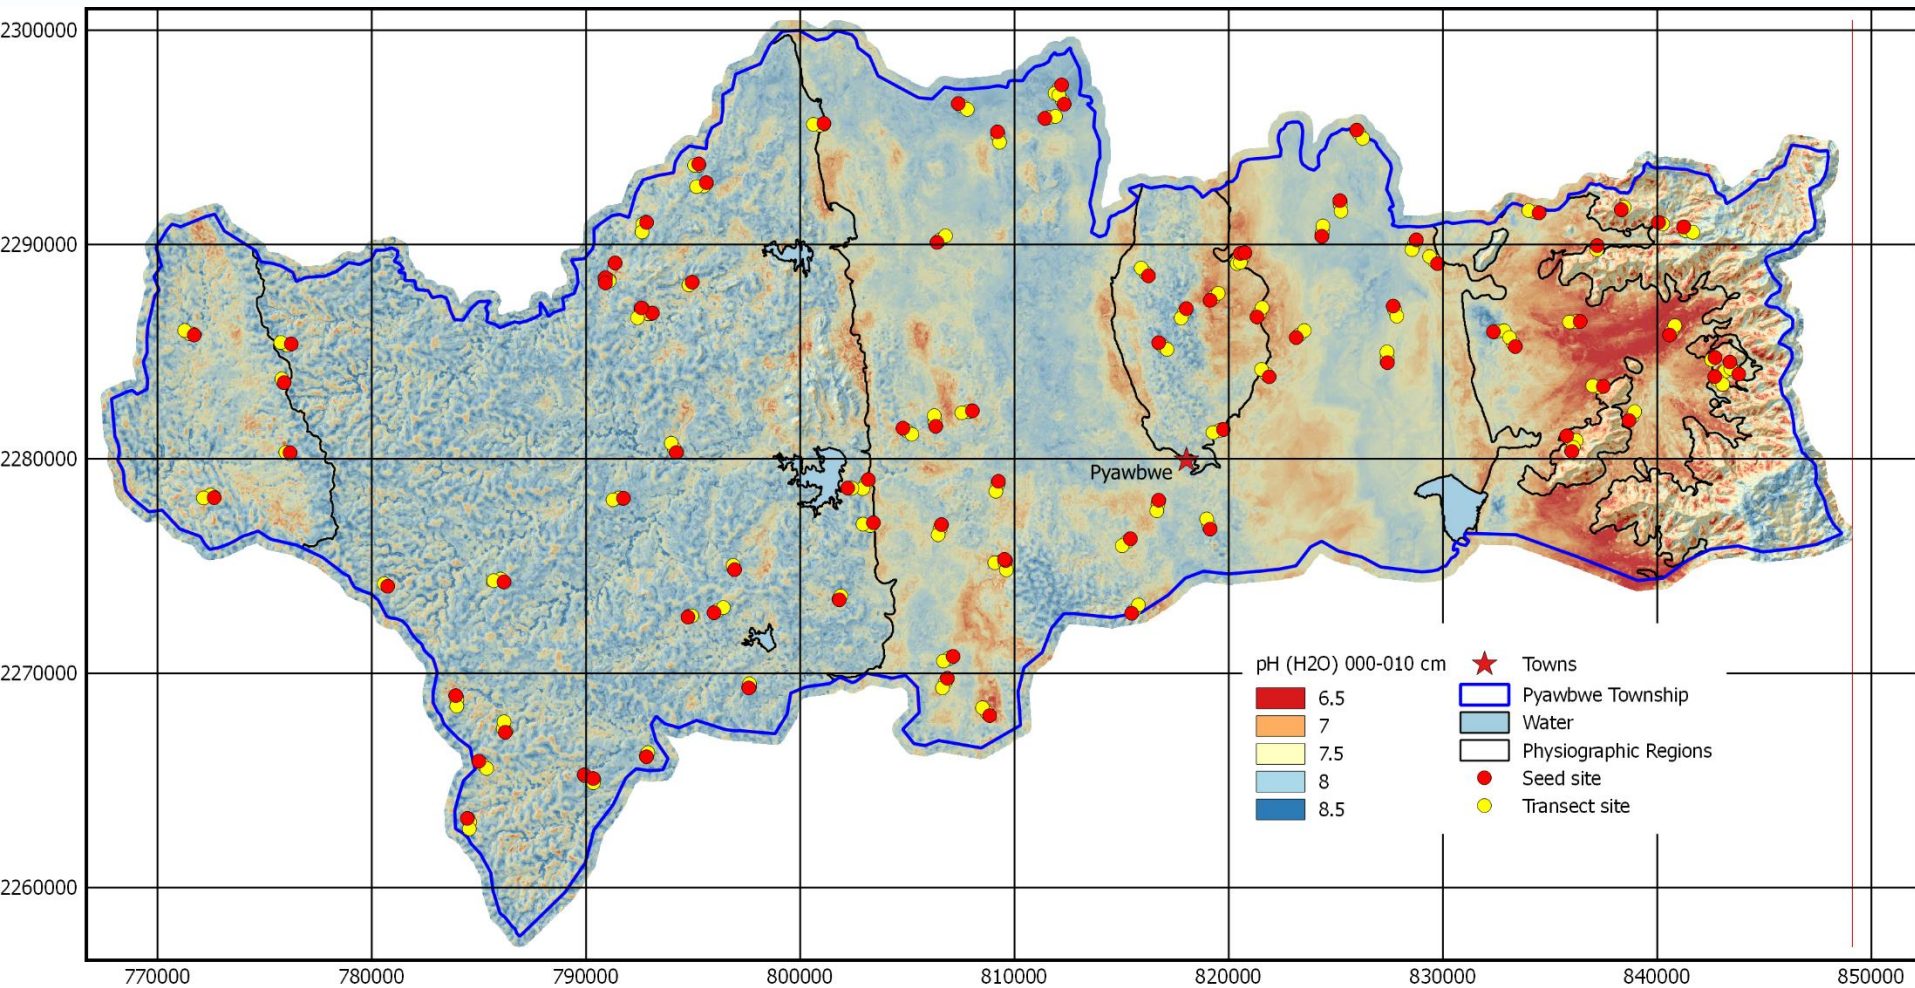 2300000
2290000
2280000
2270000
2260000
Pyawbwe
pH (H2O) 000-010 cm
6.5
7
7.5
8
8.5
Towns
Pyawbwe Township
Water
Physiographic Regions
Seed site
Transect site
770000 780000 790000 800000 810000 820000 830000 840000 850000